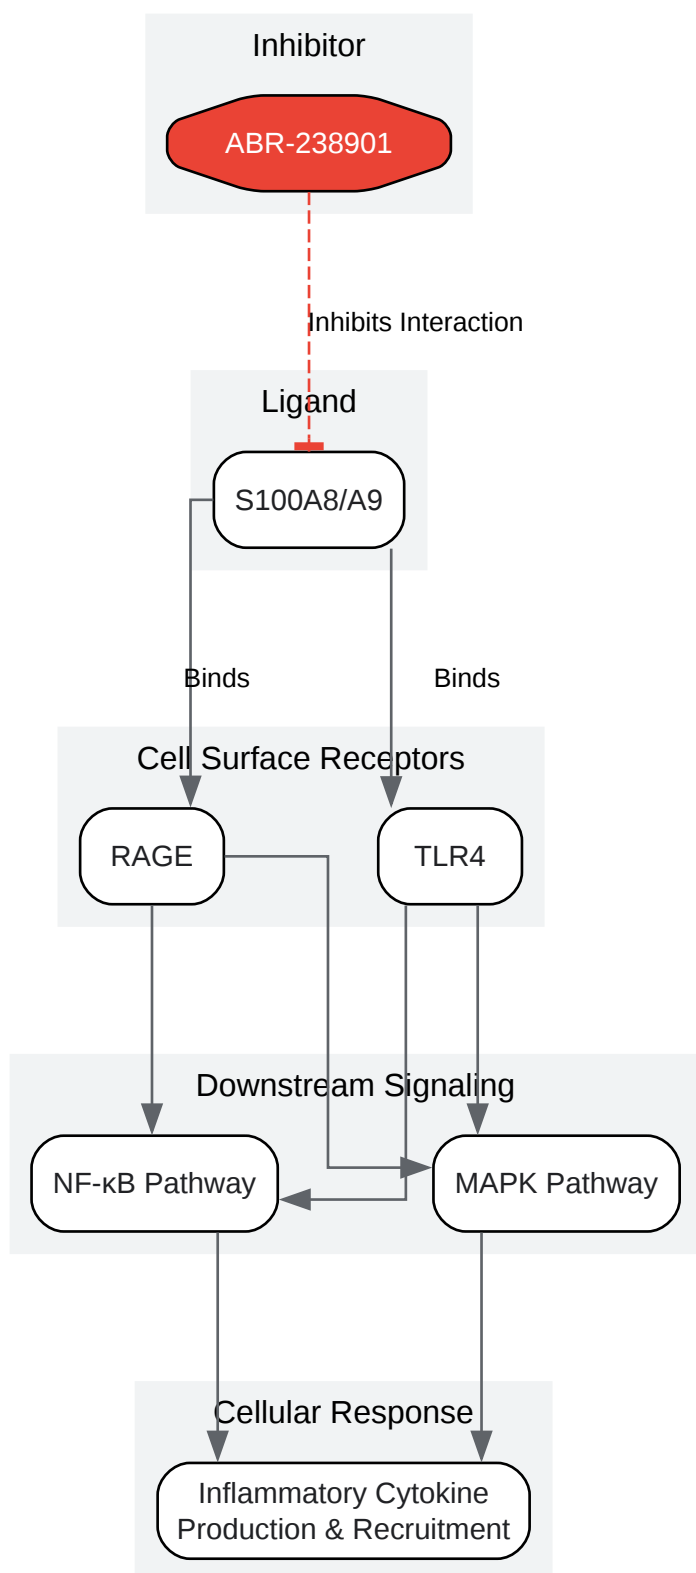 Inhibitor
ABR-238901
Inhibits Interaction
Ligand
S100A8/A9
Binds
Binds
Cell Surface Receptors
RAGE
TLR4
Downstream Signaling
NF-κB Pathway
MAPK Pathway
Cellular Response
Inflammatory Cytokine
Production & Recruitment